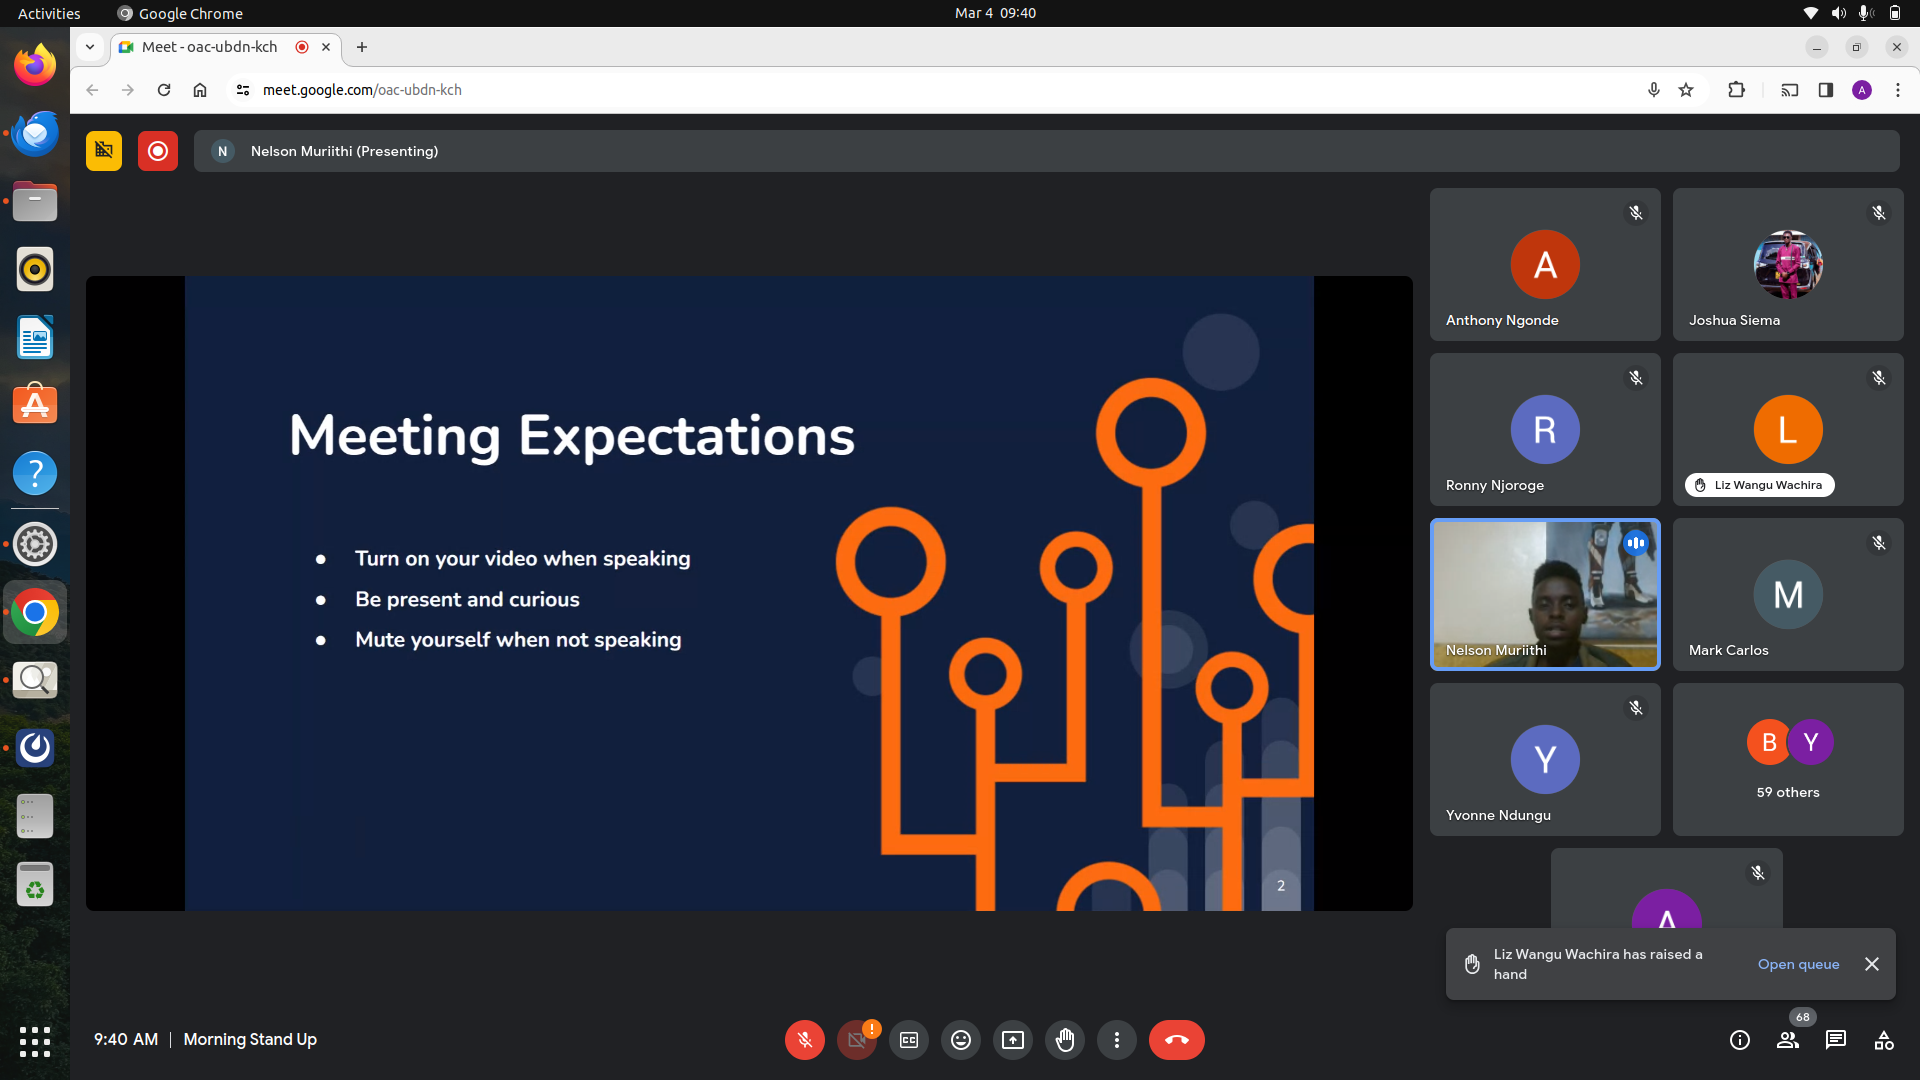 Activities
Google Chrome
Mar 4 09:40
Meet - oac-ubdn-kch
meet.google.com/oac-ubdn-kch
A
N
Nelson Muriithi (Presenting)
Meeting Expectations
● Turn on your video when speaking
● Be present and curious
● Mute yourself when not speaking
2
A
Anthony Ngonde
Joshua Siema
R
Ronny Njoroge
L
Liz Wangu Wachira
Nelson Muriithi
M
Mark Carlos
Y
Yvonne Ndungu
B
Y
59 others
A
Liz Wangu Wachira has raised a
hand
Open queue
9:40 AM | Morning Stand Up
!
CC
68